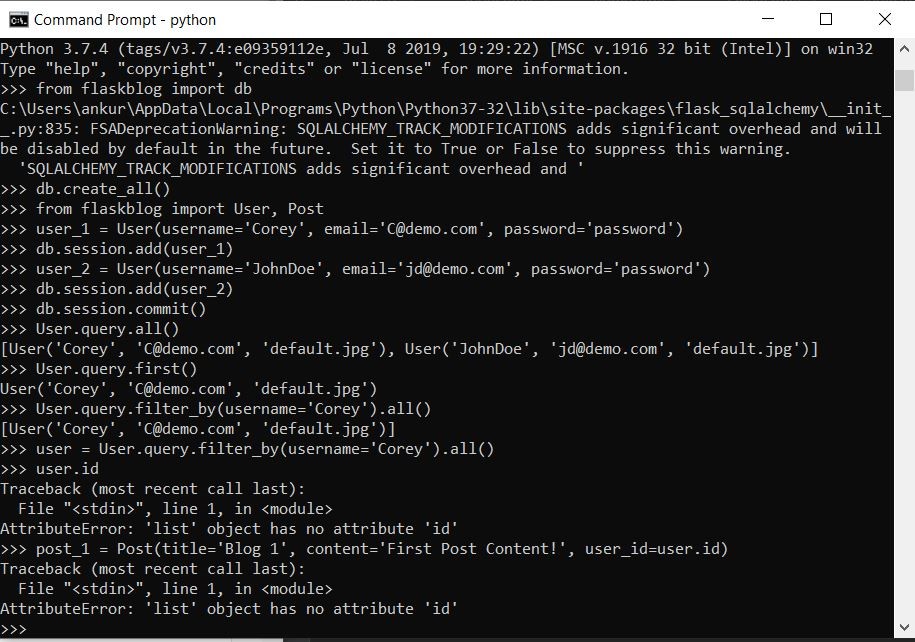 Command Prompt - python
Python 3.7.4 (tags/v3.7.4:e09359112e, Jul  8 2019, 19:29:22) [MSC v.1916 32 bit (Intel)] on win32
Type "help", "copyright", "credits" or "license" for more information.
>>> from flaskblog import db
C:\Users\ankur\AppData\Local\Programs\Python\Python37-32\lib\site-packages\flask_sqlalchemy\__init_
_.py:835: FSADeprecationWarning: SQLALCHEMY_TRACK_MODIFICATIONS adds significant overhead and will
be disabled by default in the future.  Set it to True or False to suppress this warning.
  'SQLALCHEMY_TRACK_MODIFICATIONS adds significant overhead and '
>>> db.create_all()
>>> from flaskblog import User, Post
>>> user_1 = User(username='Corey', email='C@demo.com', password='password')
>>> db.session.add(user_1)
>>> user_2 = User(username='JohnDoe', email='jd@demo.com', password='password')
>>> db.session.add(user_2)
>>> db.session.commit()
>>> User.query.all()
[User('Corey', 'C@demo.com', 'default.jpg'), User('JohnDoe', 'jd@demo.com', 'default.jpg')]
>>> User.query.first()
User('Corey', 'C@demo.com', 'default.jpg')
>>> User.query.filter_by(username='Corey').all()
[User('Corey', 'C@demo.com', 'default.jpg')]
>>> user = User.query.filter_by(username='Corey').all()
>>> user.id
Traceback (most recent call last):
  File "<stdin>", line 1, in <module>
AttributeError: 'list' object has no attribute 'id'
>>> post_1 = Post(title='Blog 1', content='First Post Content!', user_id=user.id)
Traceback (most recent call last):
  File "<stdin>", line 1, in <module>
AttributeError: 'list' object has no attribute 'id'
>>>